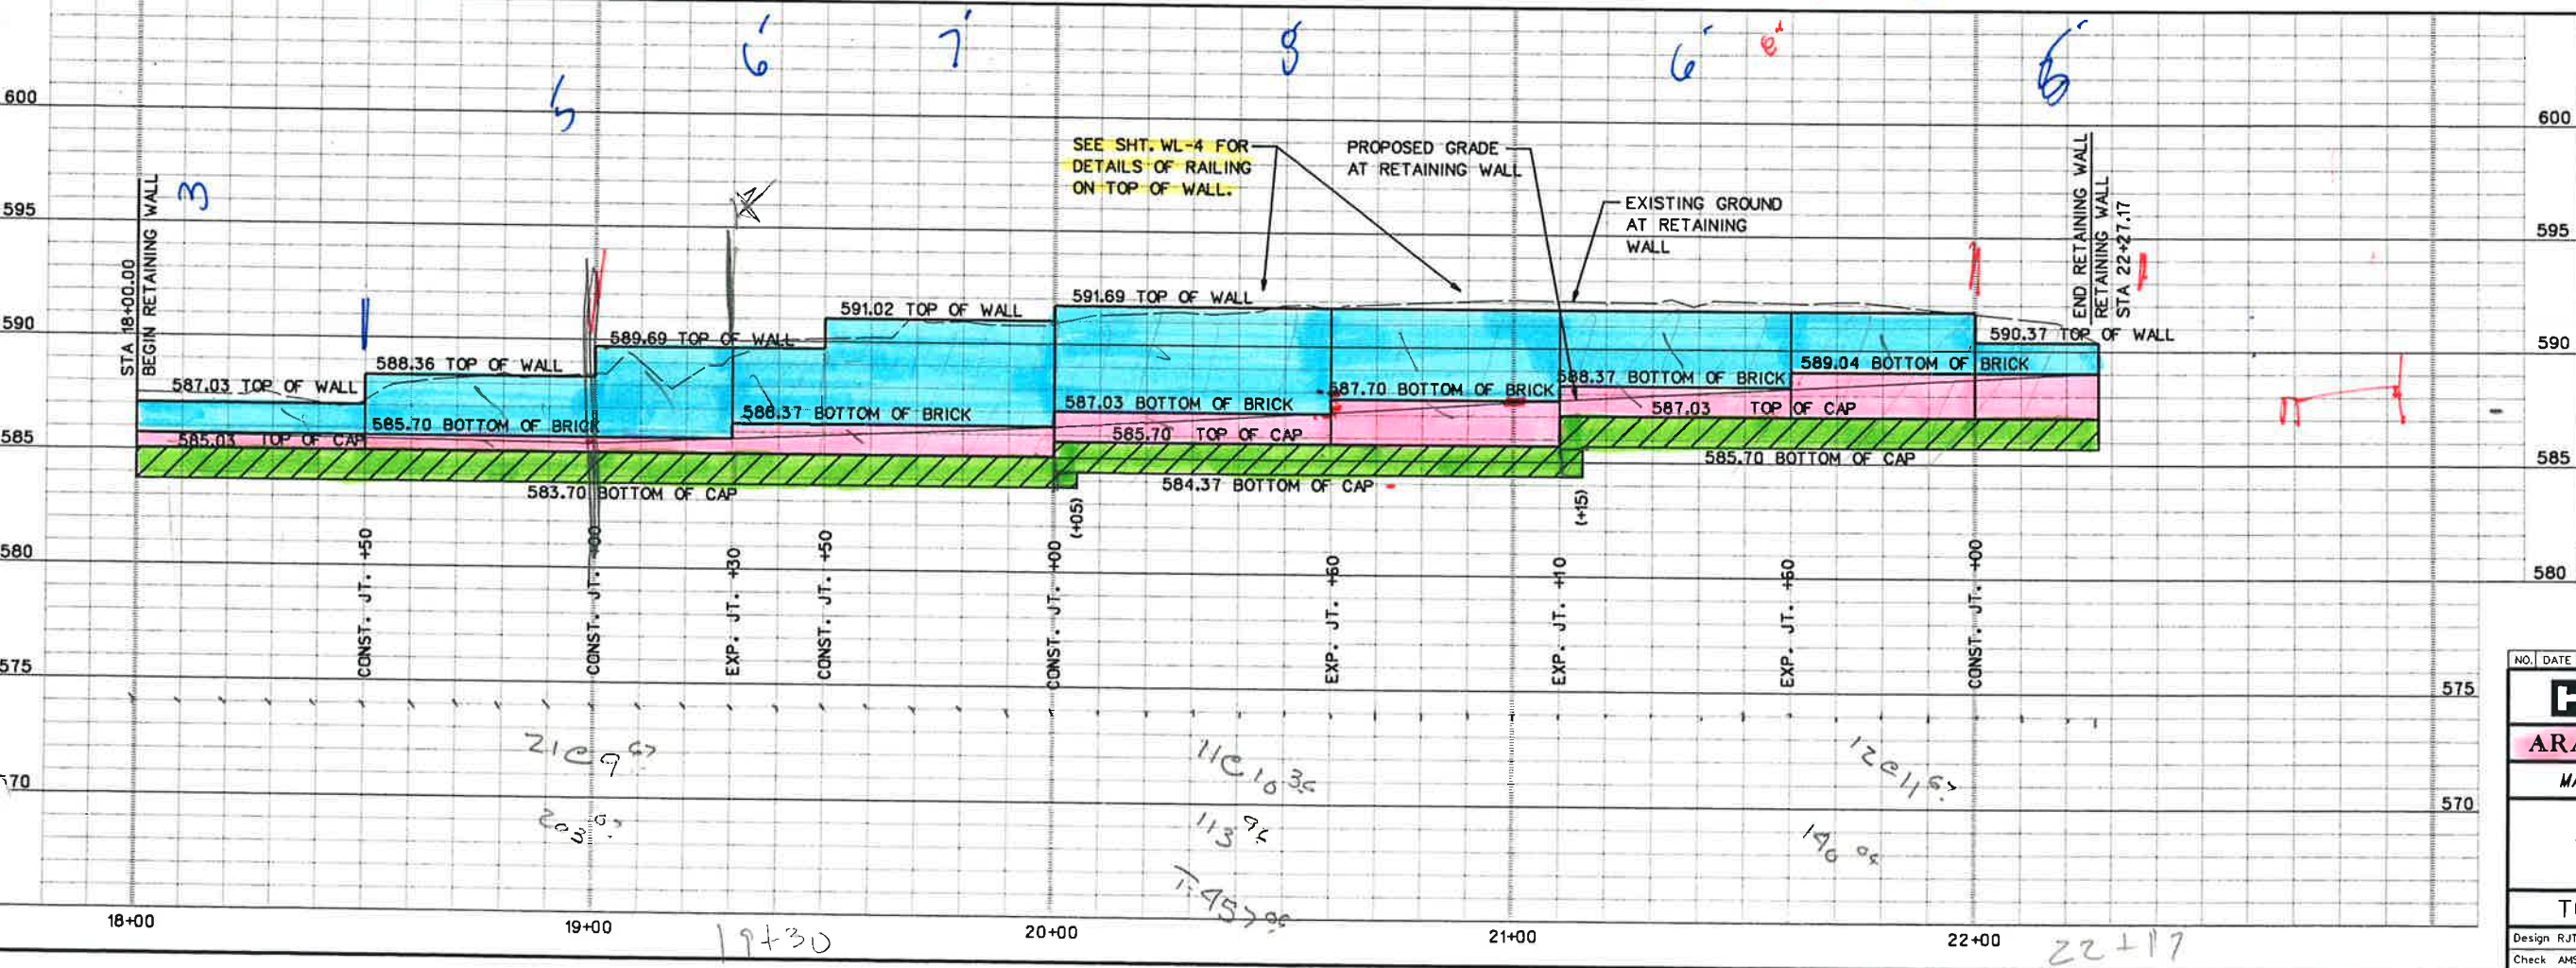 5
6'
7'
8'
6'
5'
3
600
595
590
585
580
575
600
595
590
585
580
575
570
STA 18+00.00
BEGIN RETAINING WALL
SEE SHT. WL-4 FOR
DETAILS OF RAILING
ON TOP OF WALL.
PROPOSED GRADE
AT RETAINING WALL
EXISTING GROUND
AT RETAINING
WALL
END RETAINING WALL
RETAINING WALL
STA 22+27.17
587.03 TOP OF WALL
588.36 TOP OF WALL
589.69 TOP OF WALL
591.02 TOP OF WALL
591.69 TOP OF WALL
590.37 TOP OF WALL
585.70 BOTTOM OF BRICK
586.37 BOTTOM OF BRICK
587.03 BOTTOM OF BRICK
587.70 BOTTOM OF BRICK
588.37 BOTTOM OF BRICK
589.04 BOTTOM OF BRICK
585.03 TOP OF CAP
585.70 TOP OF CAP
587.03 TOP OF CAP
583.70 BOTTOM OF CAP
584.37 BOTTOM OF CAP
585.70 BOTTOM OF CAP
CONST. JT. +50
CONST. JT. +00
EXP. JT. +30
CONST. JT. +50
CONST. JT. +00
(+05)
EXP. JT. +60
EXP. JT. +10
(+15)
EXP. JT. +60
CONST. JT. +00
18+00
19+00
20+00
21+00
22+00
19+30
22+17
NO. DATE
Design RJT
Check